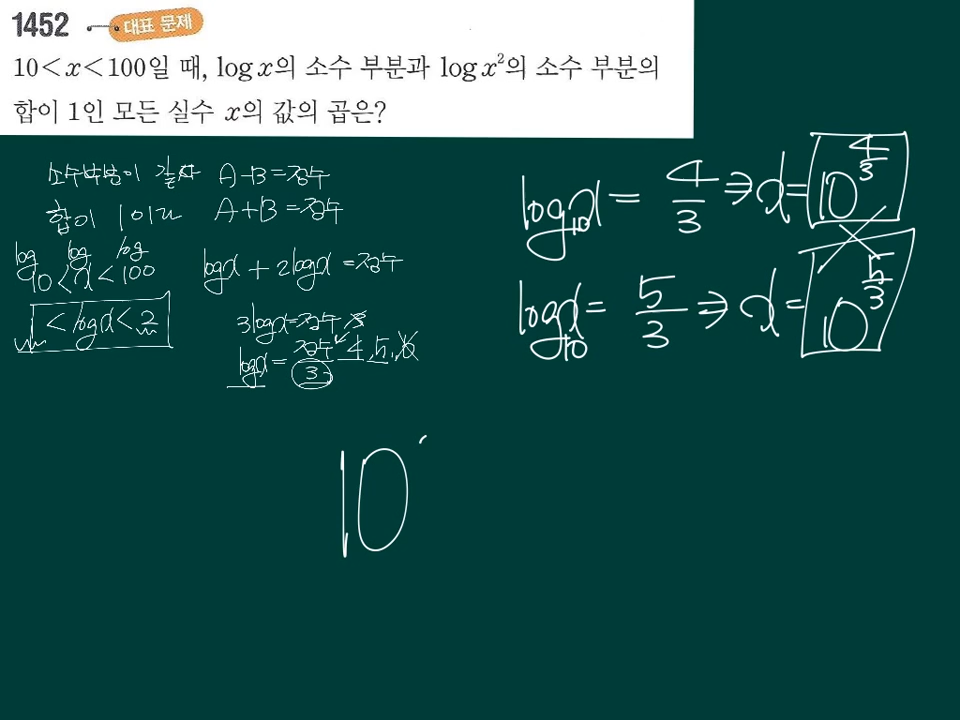 1452 대표 문제
10<x<100일 때, log x의 소수 부분과 log x²의 소수 부분의
합이 1인 모든 실수 x의 값의 곱은?
소수부분이 같다 A-B=정수
합이 1이다 A+B=정수
log log log
10<x<100
1<logx<2
logx+2logx=정수
3logx=정수 3
logx=정수/3 4, 5, 6
log₁₀x=4/3⇒x=10^(4/3)
log₁₀x=5/3⇒x=10^(5/3)
10